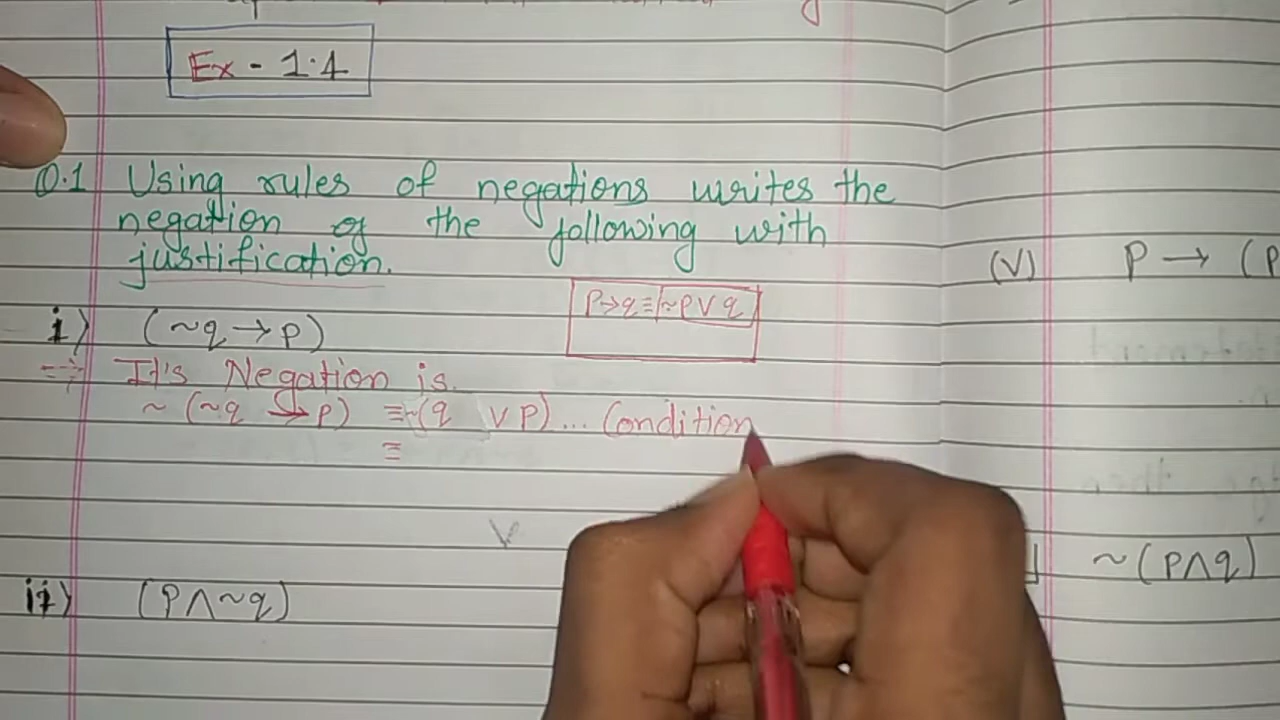 Ex - 1.1
Q.1 Using rules of negations writes the
negation of the following with
justification.
i) (~q → p)
p→q ≡ ~p∨q
⇒ It's Negation is.
~ (~q → p) ≡ ~(q ∨ p) ... Condition
≡
∨
ii) (p ∧ ~q)
(V) p → (p
~ (p∧q)